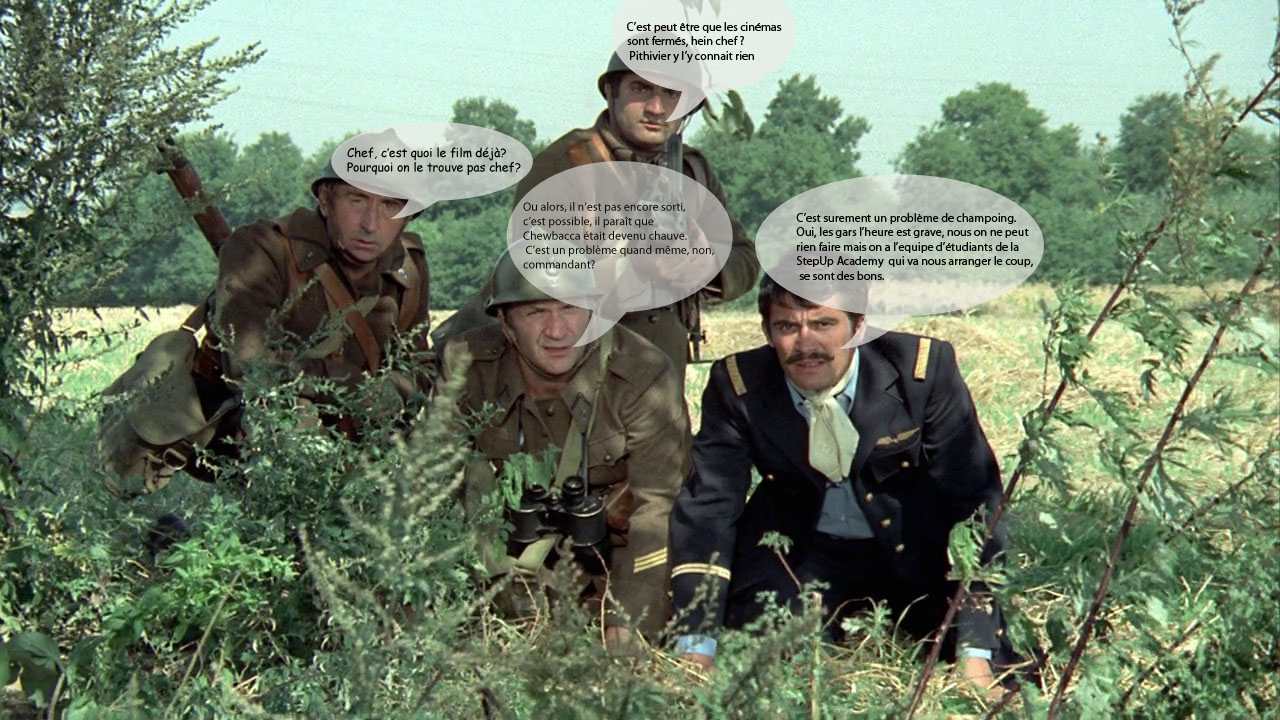 C'est peut être que les cinémas
sont fermés, hein chef ?
Pithivier y l'y connait rien
Chef, c'est quoi le film déjà?
Pourquoi on le trouve pas chef?
Ou alors, il n'est pas encore sorti,
c'est possible, il paraît que
Chewbacca était devenu chauve.
C'est un problème quand même, non,
commandant?
C'est surement un problème de champoing.
Oui, les gars l'heure est grave, nous on ne peut
rien faire mais on a l'equipe d'étudiants de la
StepUp Academy qui va nous arranger le coup,
se sont des bons.